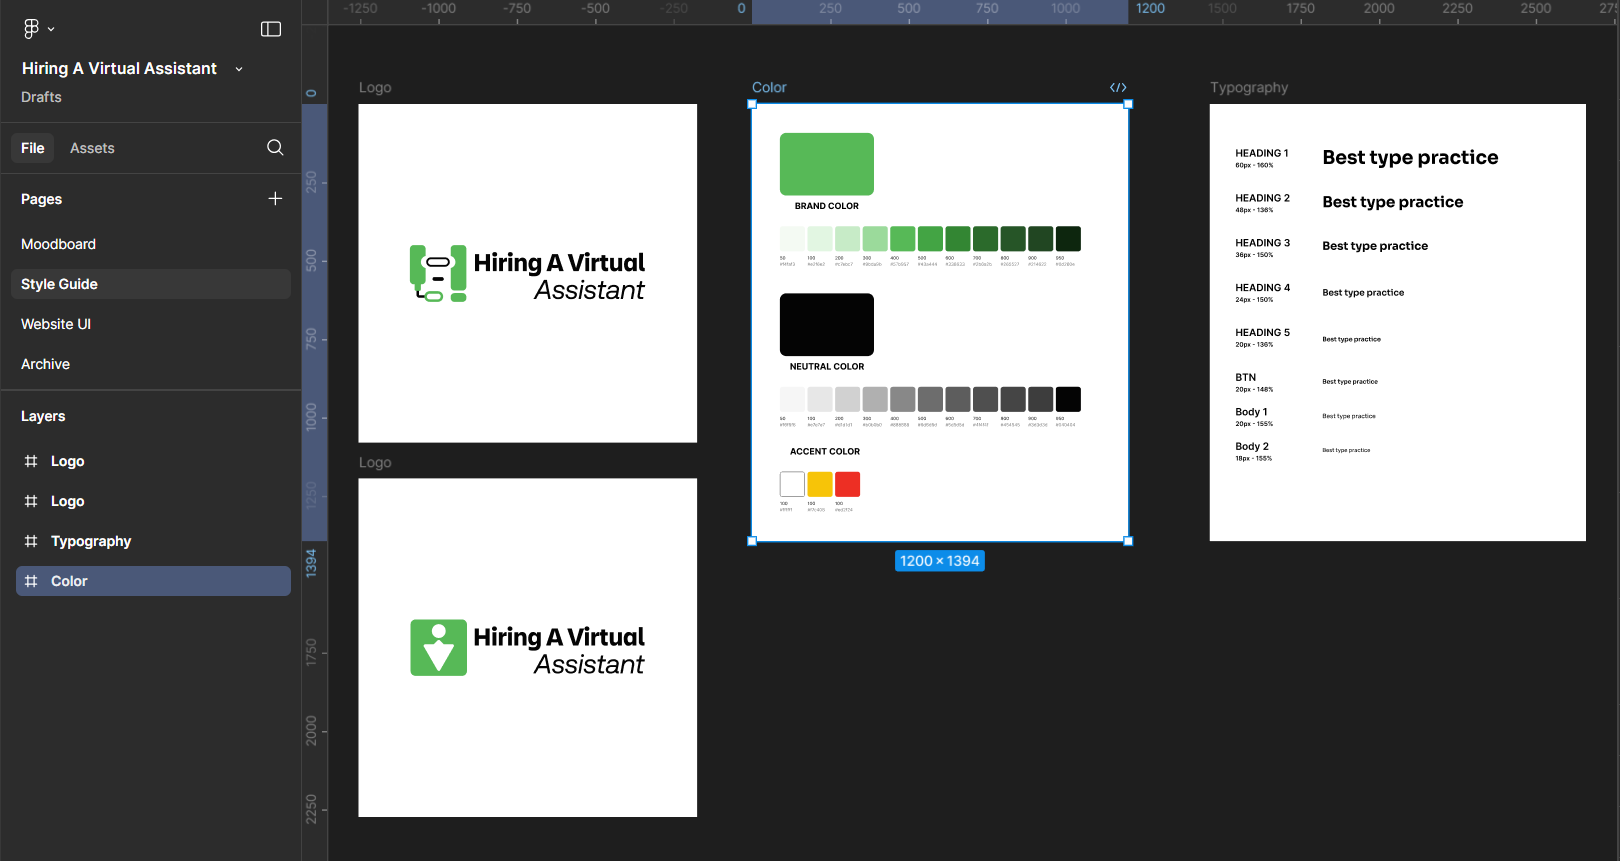 Hiring A Virtual Assistant
Drafts
File Assets
Pages
Moodboard
Style Guide
Website UI
Archive
Layers
Logo
Logo
Typography
Color
-1250 -1000 -750 -500 -250 0 250 500 750 1000 1200 1500 1750 2000 2250 2500
0
250
500
750
1000
1250
1394
1750
2000
2250
Logo
Hiring A Virtual
Assistant
Logo
Hiring A Virtual
Assistant
Color
BRAND COLOR
50 100 200 300 400 500 600 700 800 900 950
NEUTRAL COLOR
50 100 200 300 400 500 600 700 800 900 950
ACCENT COLOR
100 100 100
1200 × 1394
Typography
HEADING 1
60px - 160%
Best type practice
HEADING 2
48px - 136%
Best type practice
HEADING 3
36px - 150%
Best type practice
HEADING 4
24px - 150%
Best type practice
HEADING 5
20px - 136%
Best type practice
BTN
20px - 148%
Best type practice
Body 1
20px - 155%
Best type practice
Body 2
18px - 155%
Best type practice